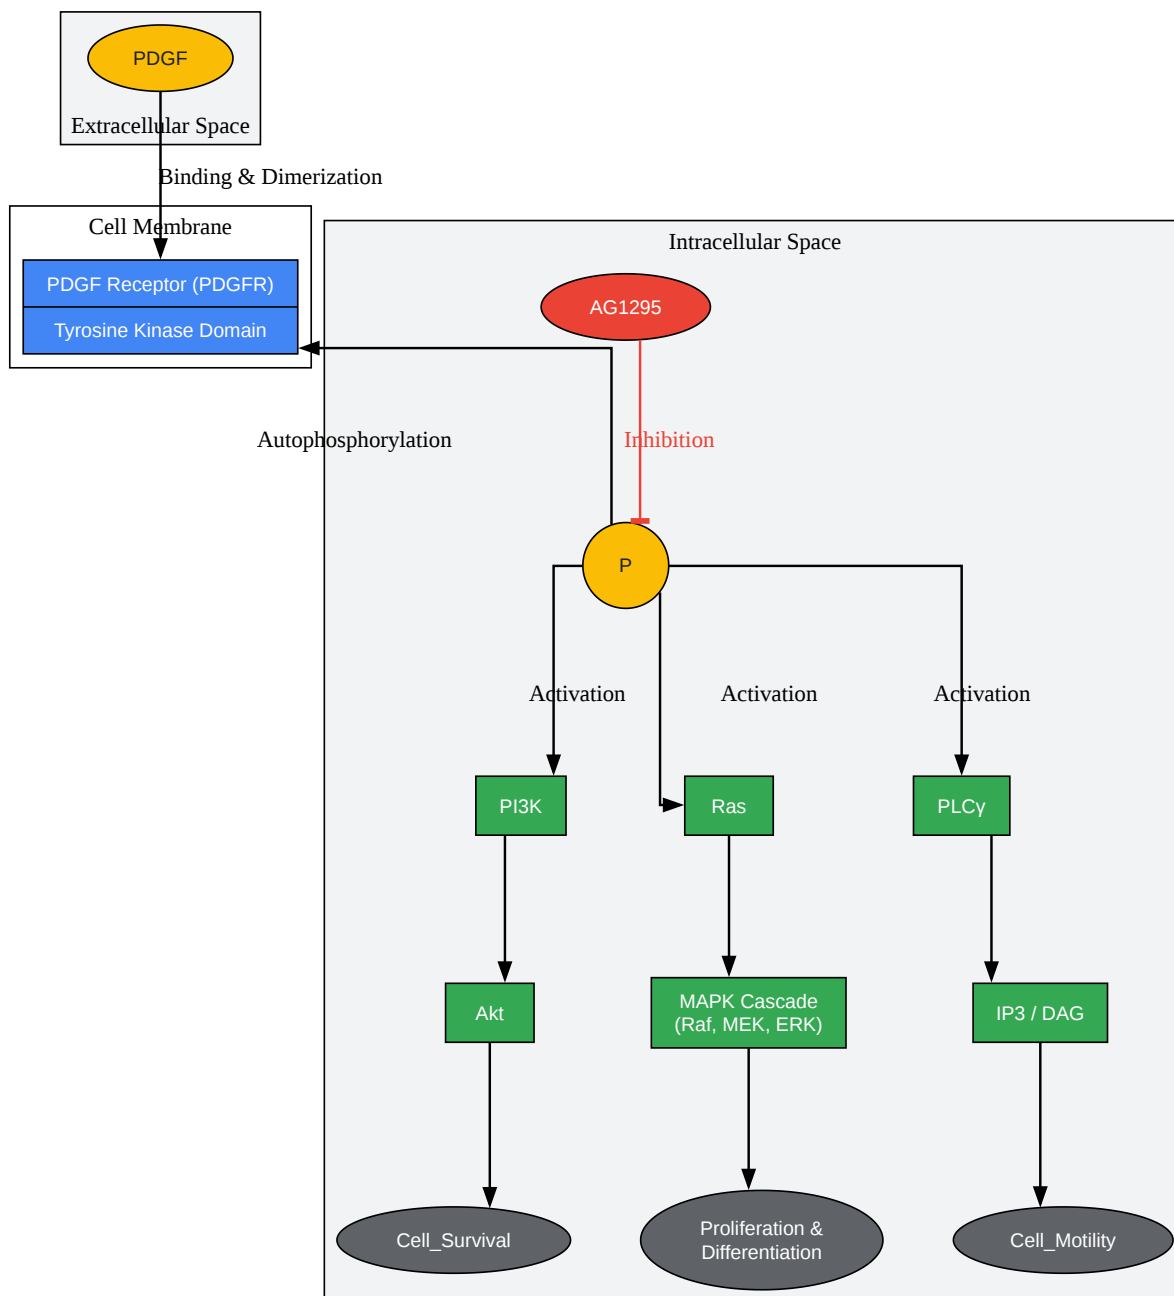 PDGF
Extracellular Space
Binding & Dimerization
Cell Membrane
PDGF Receptor (PDGFR)
Tyrosine Kinase Domain
Intracellular Space
AG1295
Autophosphorylation
Inhibition
P
Activation
Activation
Activation
PI3K
Ras
PLCγ
Akt
MAPK Cascade
(Raf, MEK, ERK)
IP3 / DAG
Cell_Survival
Proliferation &
Differentiation
Cell_Motility